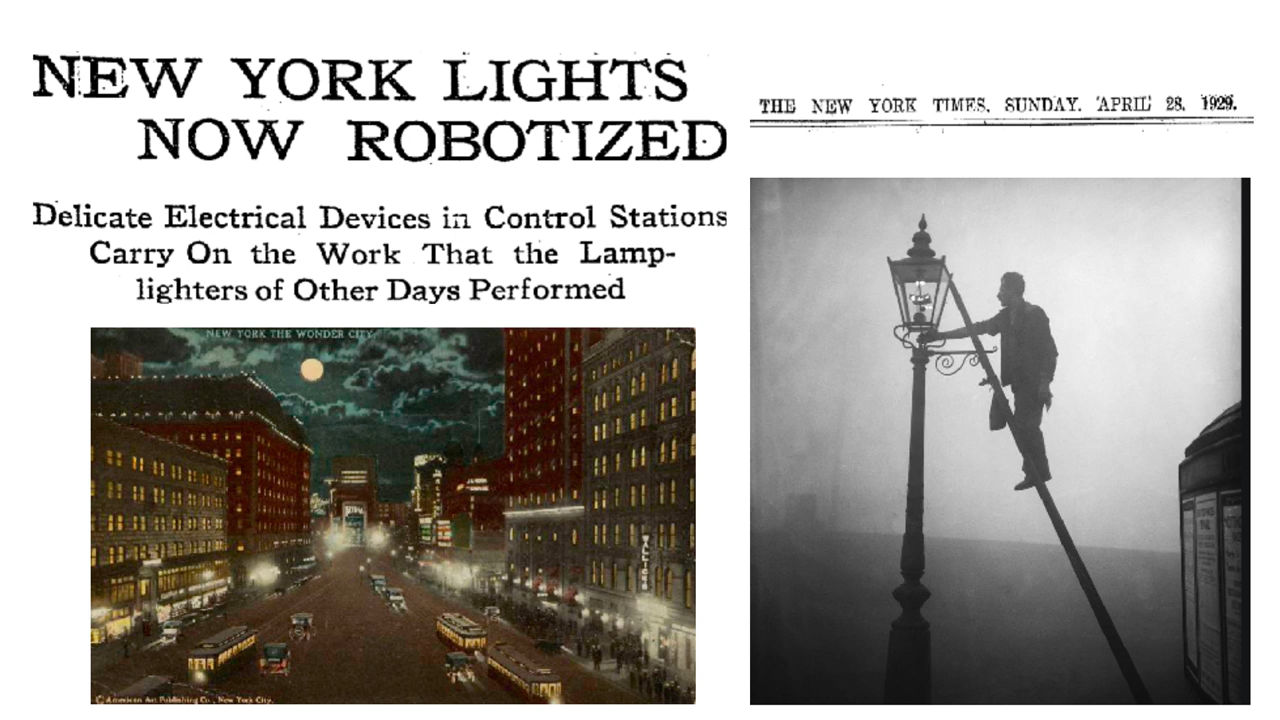 NEW YORK LIGHTS
NOW ROBOTIZED
Delicate Electrical Devices in Control Stations
Carry On the Work That the Lamp-
lighters of Other Days Performed
THE NEW YORK TIMES, SUNDAY, APRIL 28, 1929.
NEW YORK THE WONDER CITY.
© American Art Publishing Co., New York City.